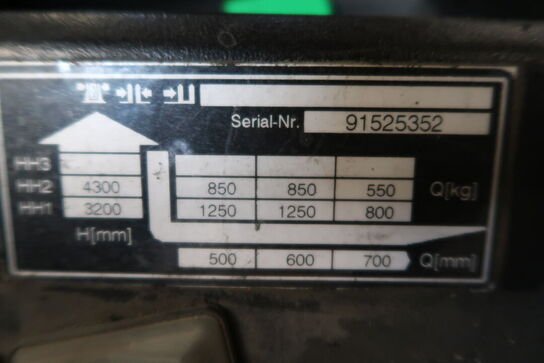 Serial-Nr. 91525352
HH3
HH2 4300 850 850 550 Q[kg]
HH1 3200 1250 1250 800
H[mm]
500 600 700 Q[mm]